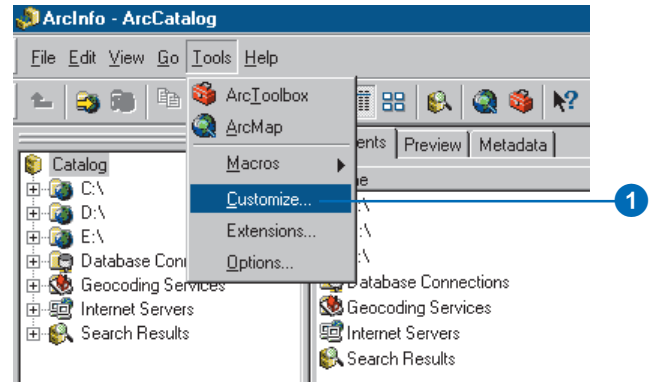 ArcInfo - ArcCatalog
File Edit View Go Tools Help
ArcToolbox
ArcMap
Macros
Customize...
Extensions...
Options...
1
ents Preview Metadata
Catalog
C:\
D:\
E:\
Database Conn
Geocoding Services
Internet Servers
Search Results
e
:\
:\
:\
Database Connections
Geocoding Services
Internet Servers
Search Results